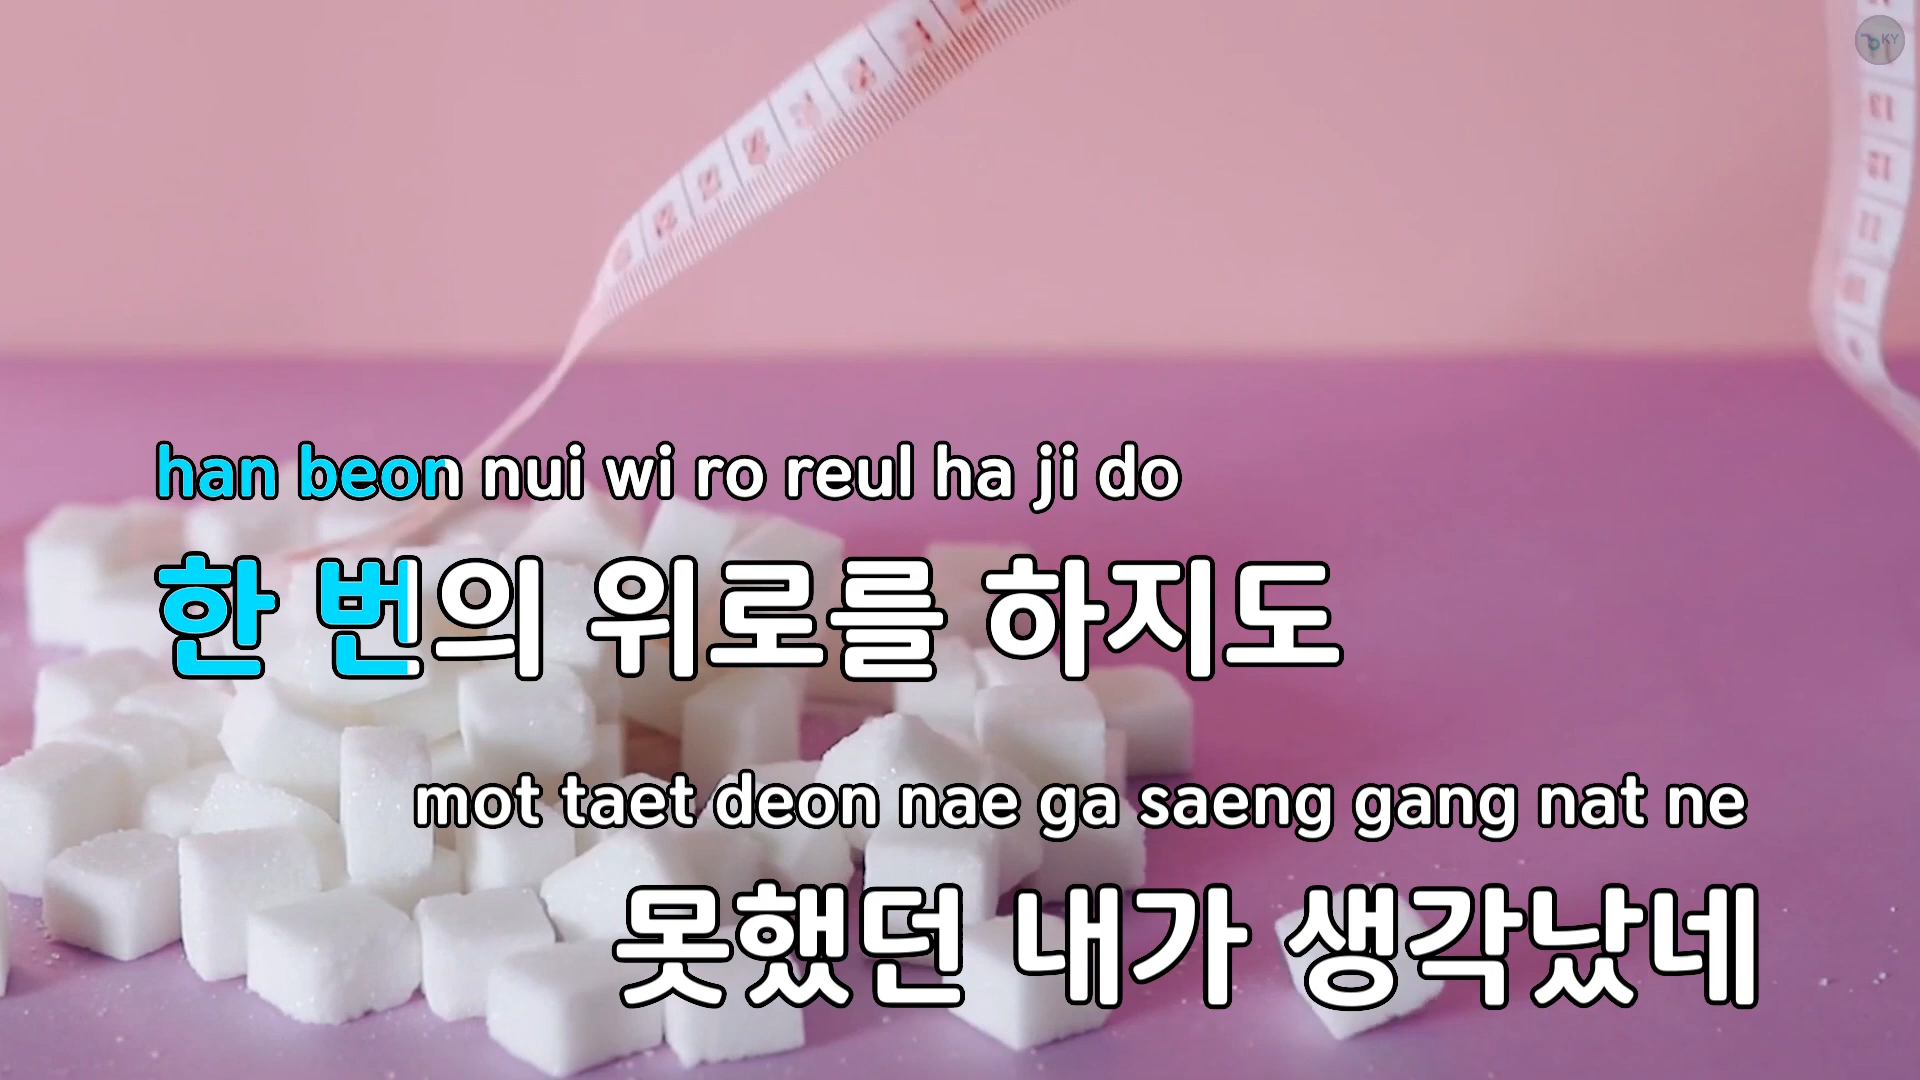 KY
han beon nui wi ro reul ha ji do
한 번의 위로를 하지도
mot taet deon nae ga saeng gang nat ne
못했던 내가 생각났네